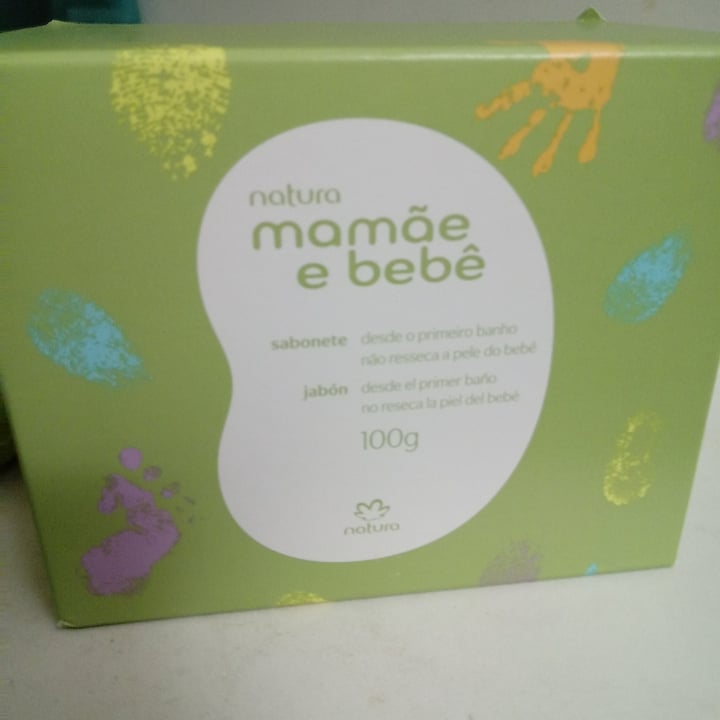 natura
mamãe
e bebê
sabonete desde o primeiro banho
não resseca a pele do bebê
jabón desde el primer baño
no reseca la piel del bebé
100g
natura